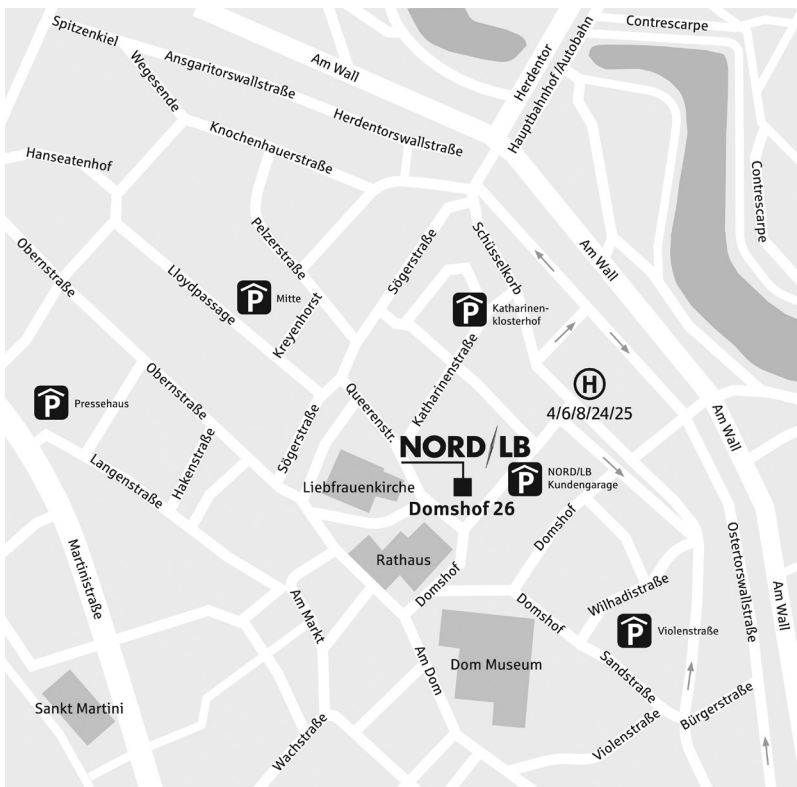 Spitzenkiel
Wegesende
Ansgaritorswallstraße
Am Wall
Herdentor
Hauptbahnhof/Autobahn
Contrescarpe
Herdentorswallstraße
Knochenhauerstraße
Hanseatenhof
Contrescarpe
Obernstraße
Lloydpassage
Pelzerstraße
Sögerstraße
Schüsselkorb
Am Wall
P
Mitte
Kreyenhorst
P
Katharinen-
klosterhof
P
Pressehaus
Obernstraße
Queerenstr.
Katharinenstraße
H
4/6/8/24/25
Am Wall
Langenstraße
Hakenstraße
Sögerstraße
NORD/LB
P
NORD/LB
Kundengarage
Liebfrauenkirche
Domshof 26
Martinistraße
Rathaus
Domshof
Domshof
Ostertorswallstraße
Am Wall
Am Markt
Domshof
Wilhadistraße
P
Violenstraße
Am Dom
Dom Museum
Sandstraße
Sankt Martini
Wachstraße
Violenstraße
Bürgerstraße